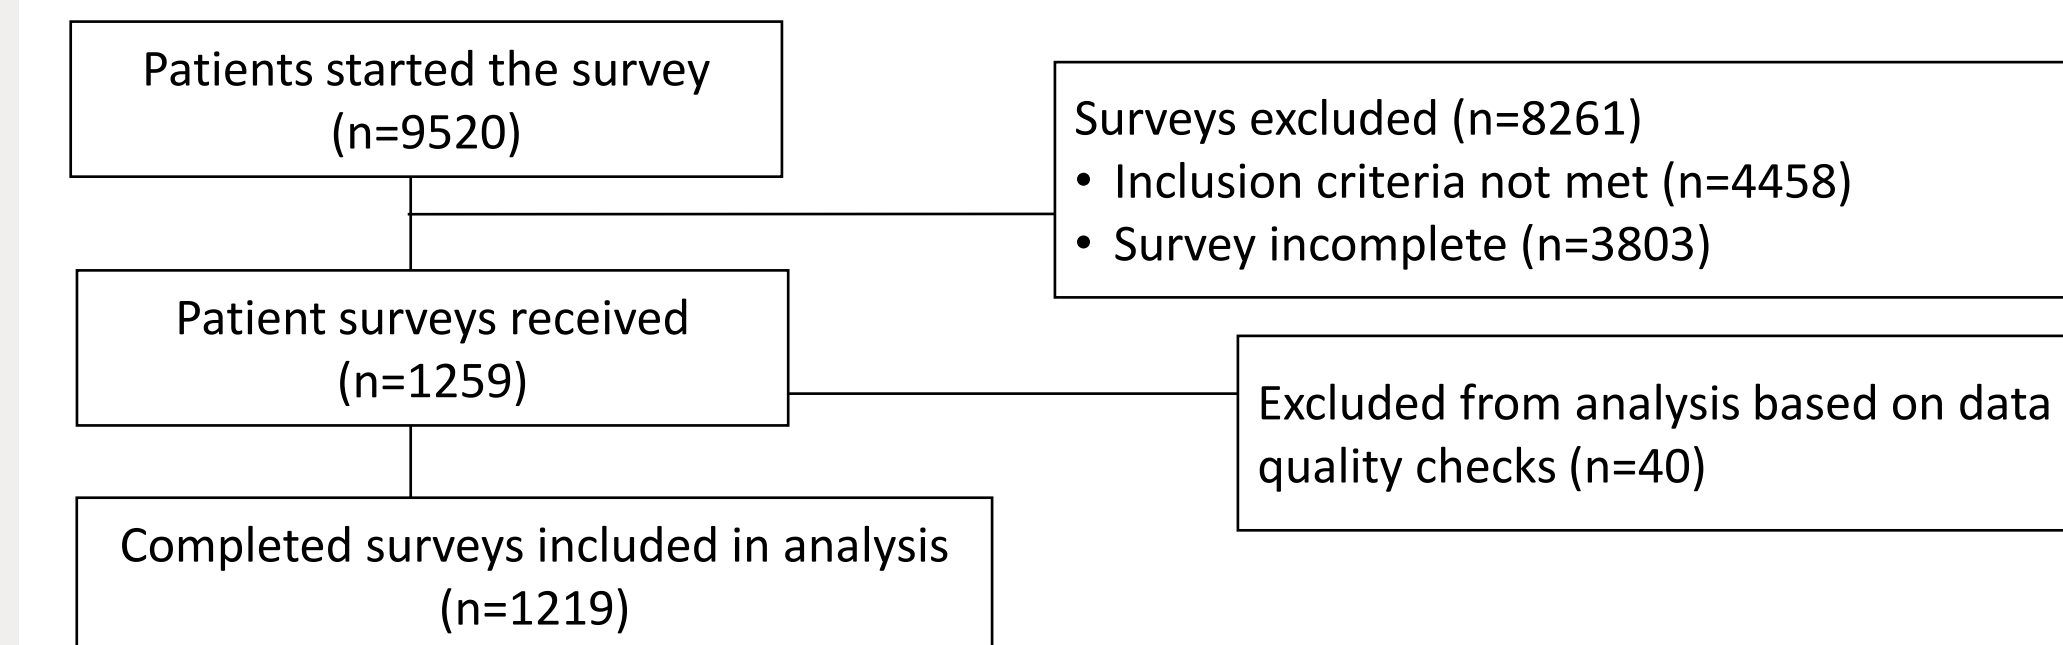 Patients started the survey
(n=9520)
Surveys excluded (n=8261)
• Inclusion criteria not met (n=4458)
• Survey incomplete (n=3803)
Patient surveys received
(n=1259)
Excluded from analysis based on data
quality checks (n=40)
Completed surveys included in analysis
(n=1219)